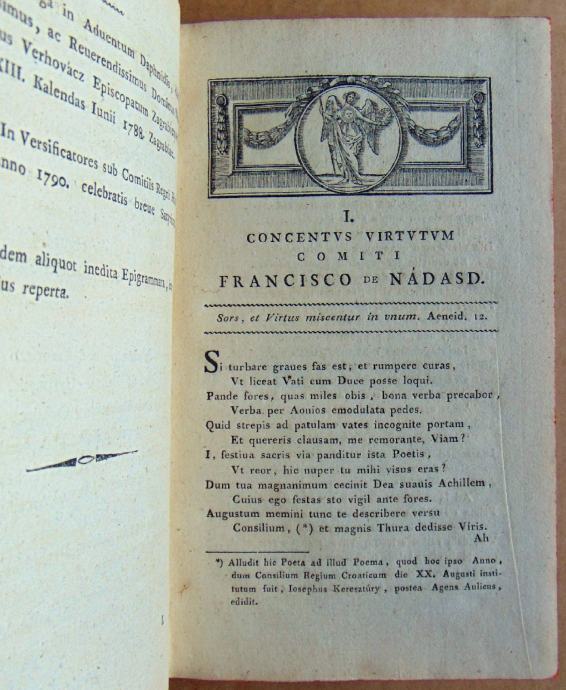 ga in Aduentum Daphnidis,
simus, ac Reuerendissimus Dominus
us Verhovácz Episcopatum Zagrabiensem
XIII. Kalendas Iunii 1788. Zagrabiae.
In Versificatores sub Comitiis Regni
nno 1790. celebratis breue
dem aliquot inedita Epigrammata,
us reperta.
I.
CONCENTVS VIRTVTVM
COMITI
FRANCISCO DE NÁDASD.
Sors, et Virtus miscentur in vnum. Aeneid. 12.
Si turbare graues fas est, et rumpere curas,
Vt liceat Vati cum Duce posse loqui.
Pande fores, quas miles obis, bona verba precabor,
Verba per Aonios emodulata pedes.
Quid strepis ad patulam vates incognite portam,
Et quereris clausam, me remorante, Viam?
I, festiua sacris via panditur ista Poetis,
Vt reor, hic nuper tu mihi visus eras?
Dum tua magnanimum cecinit Dea suauis Achillem,
Cuius ego festas sto vigil ante fores.
Augustum memini tunc te describere versu
Consilium, (*) et magnis Thura dedisse Viris.
Ah
*) Alludit hic Poeta ad illud Poema, quod hoc ipso Anno,
dum Consilium Regium Croaticum die XX. Augusti insti-
tutum fuit, Iosephus Keresztúry, postea Agens Aulicus,
edidit.